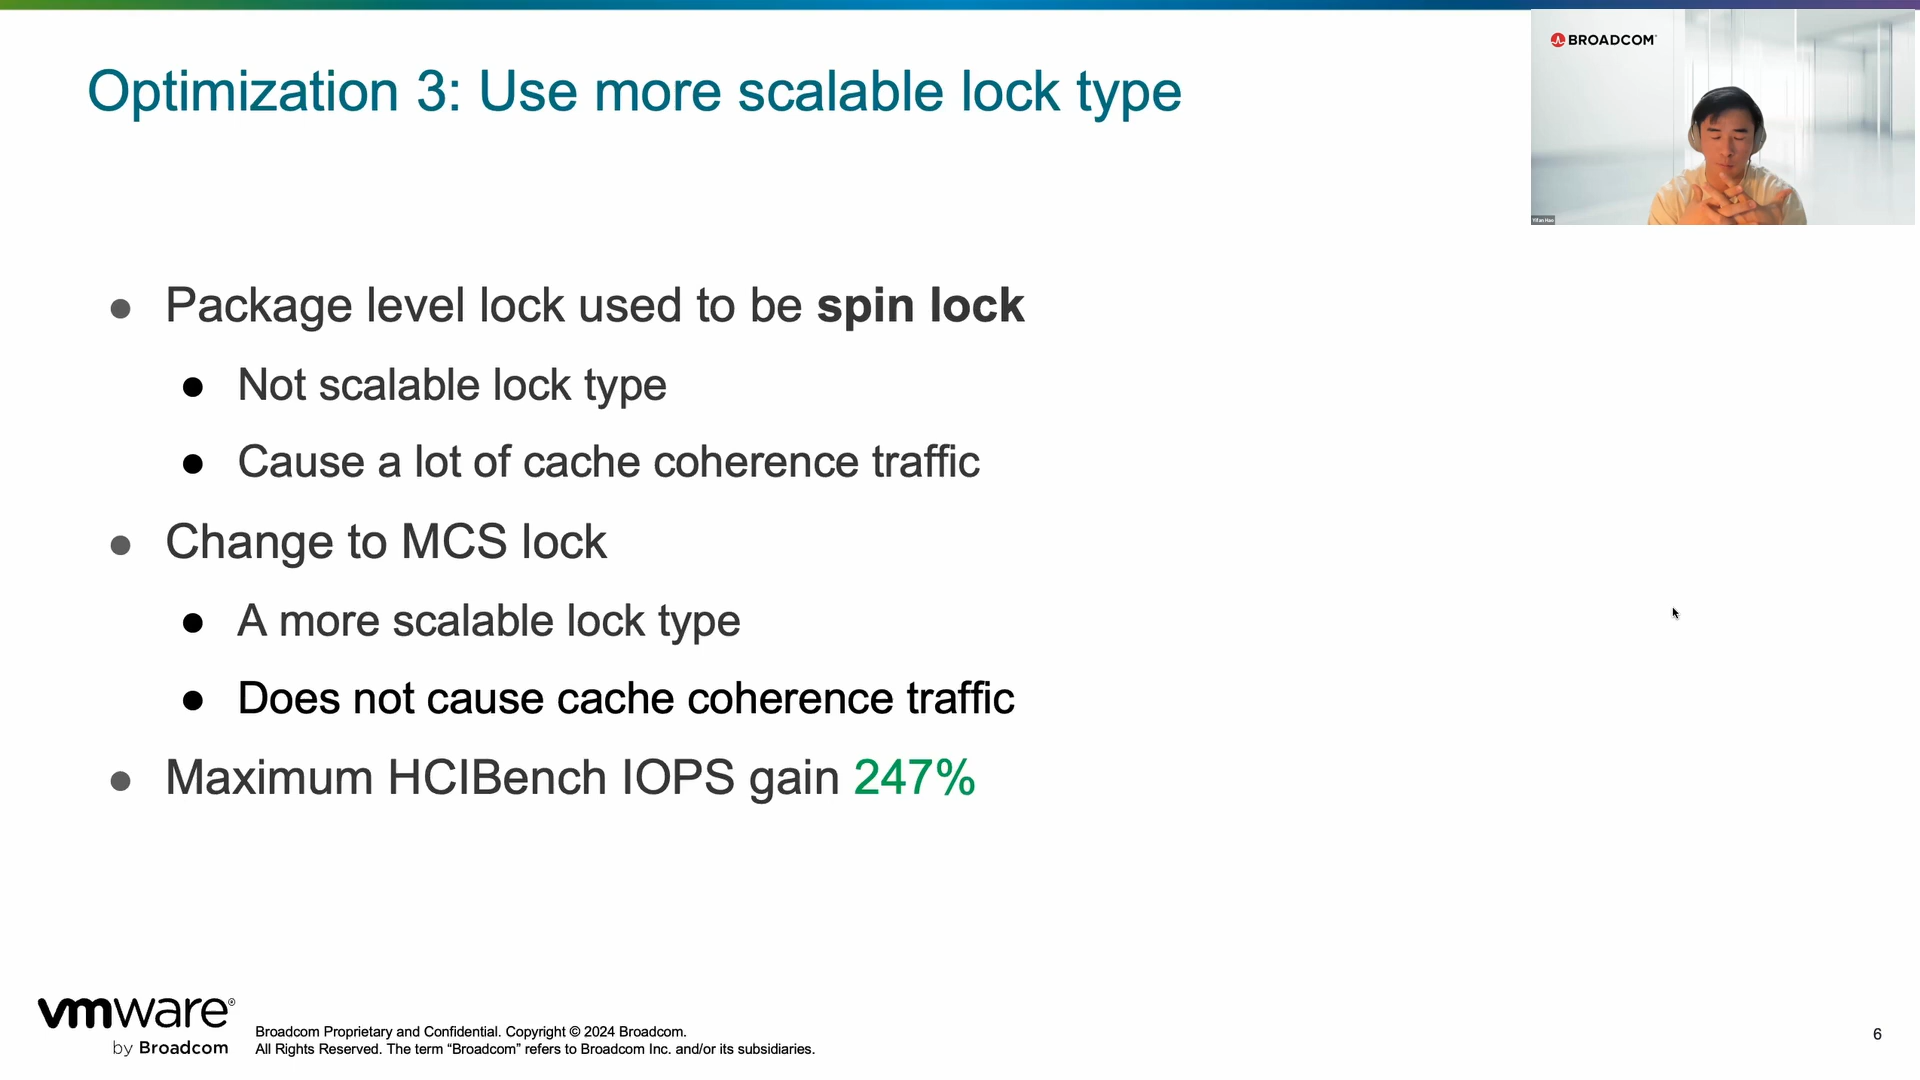 BROADCOM
Optimization 3: Use more scalable lock type
Yifan Hao
● Package level lock used to be spin lock
● Not scalable lock type
● Cause a lot of cache coherence traffic
● Change to MCS lock
● A more scalable lock type
● Does not cause cache coherence traffic
● Maximum HCIBench IOPS gain 247%
vmware®
by Broadcom
Broadcom Proprietary and Confidential. Copyright © 2024 Broadcom.
All Rights Reserved. The term “Broadcom” refers to Broadcom Inc. and/or its subsidiaries.
6